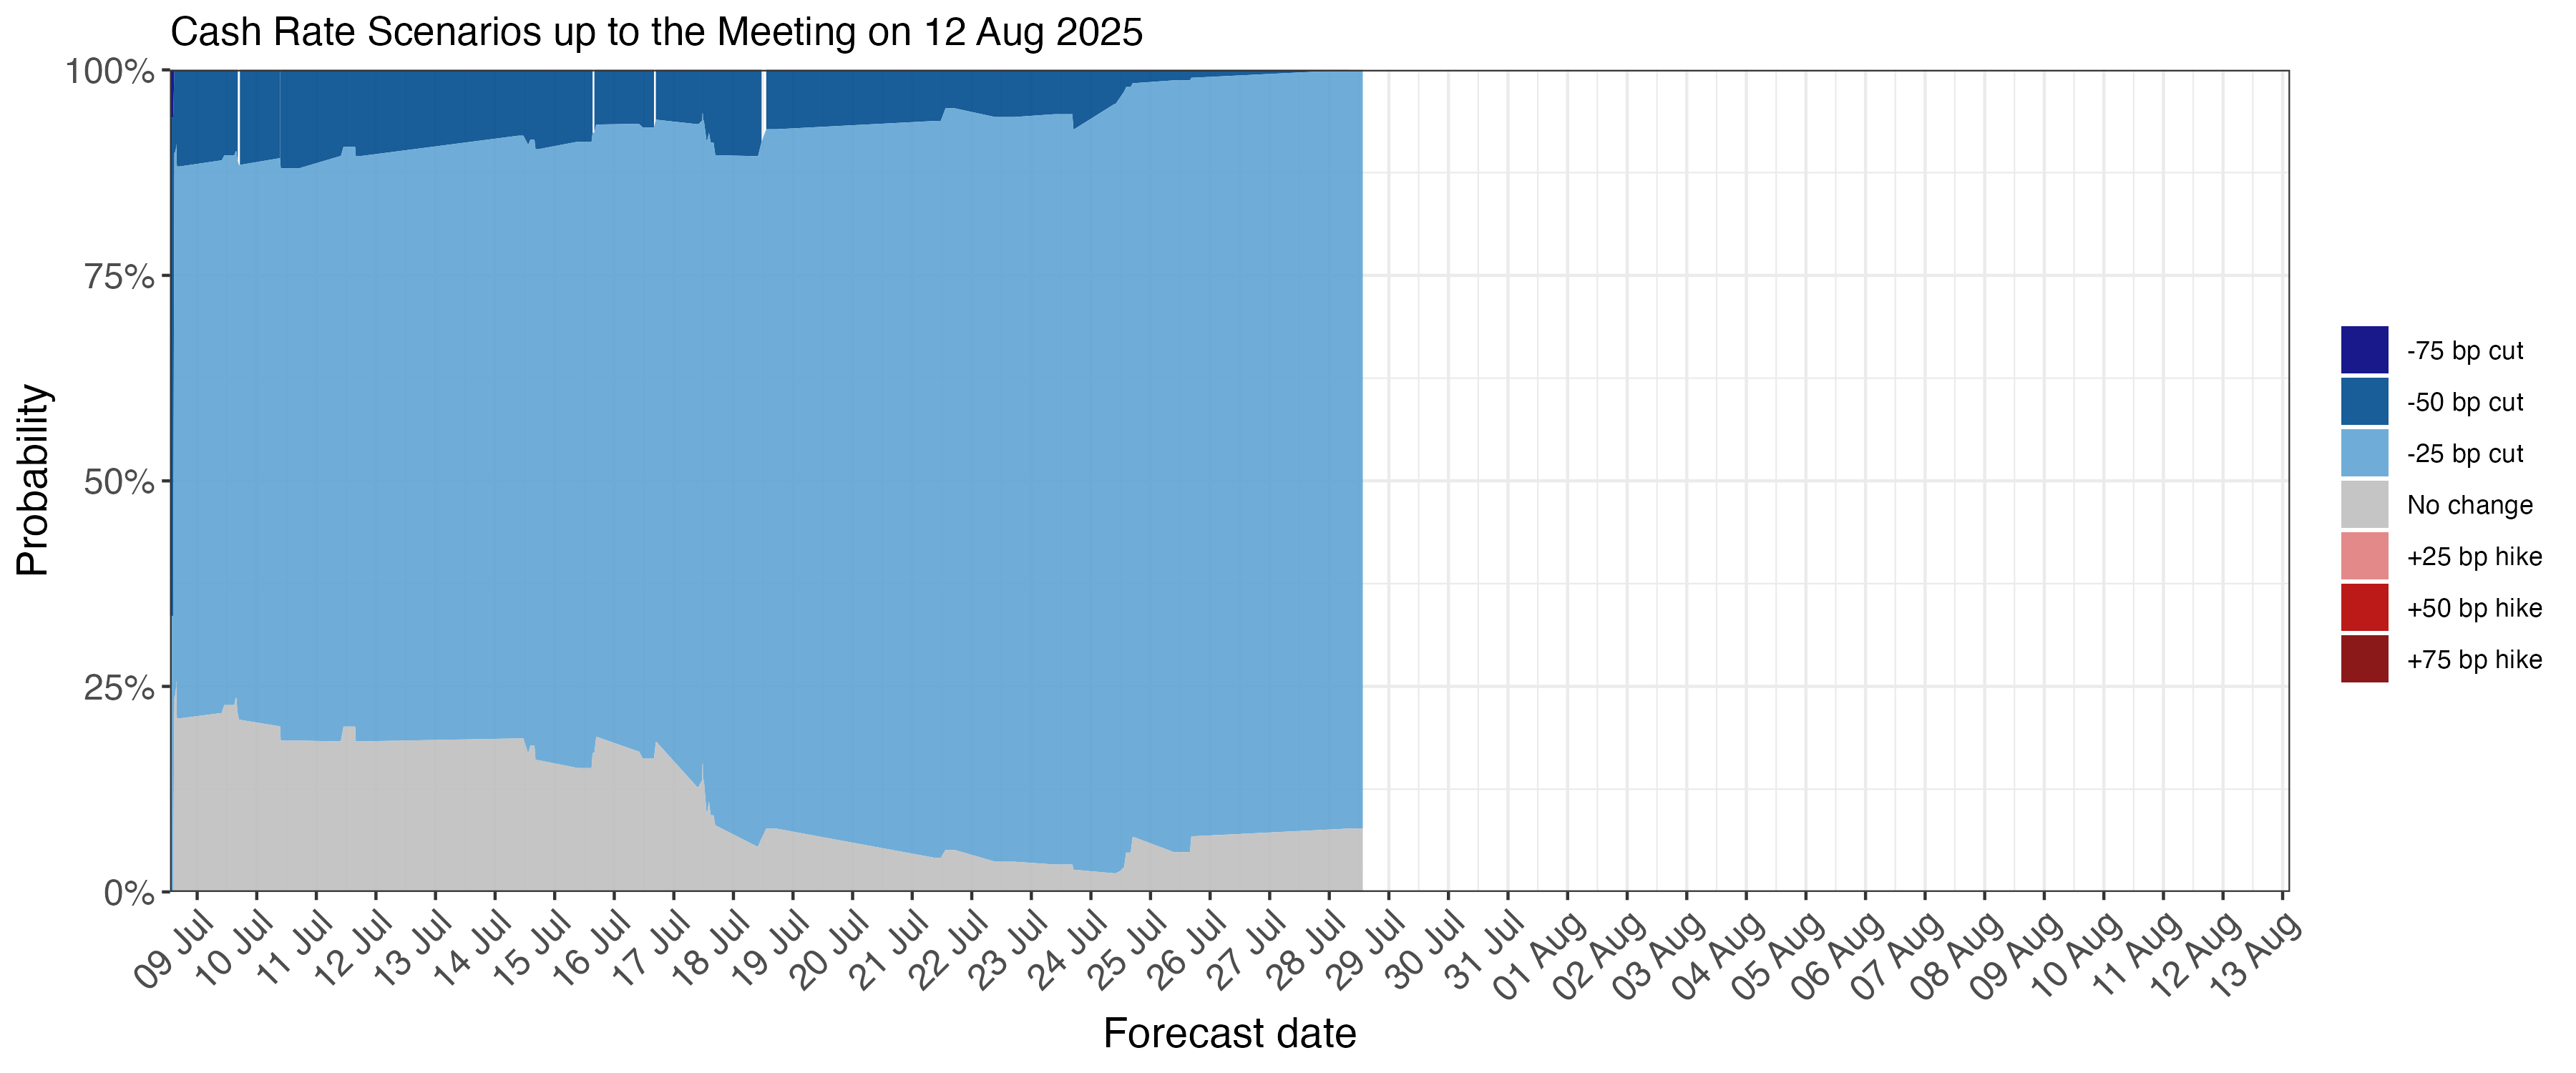 Cash Rate Scenarios up to the Meeting on 12 Aug 2025
100%
75%
50%
25%
0%
Probability
09 Jul
10 Jul
11 Jul
12 Jul
13 Jul
14 Jul
15 Jul
16 Jul
17 Jul
18 Jul
19 Jul
20 Jul
21 Jul
22 Jul
23 Jul
24 Jul
25 Jul
26 Jul
27 Jul
28 Jul
29 Jul
30 Jul
31 Jul
01 Aug
02 Aug
03 Aug
04 Aug
05 Aug
06 Aug
07 Aug
08 Aug
09 Aug
10 Aug
11 Aug
12 Aug
13 Aug
Forecast date
-75 bp cut
-50 bp cut
-25 bp cut
No change
+25 bp hike
+50 bp hike
+75 bp hike